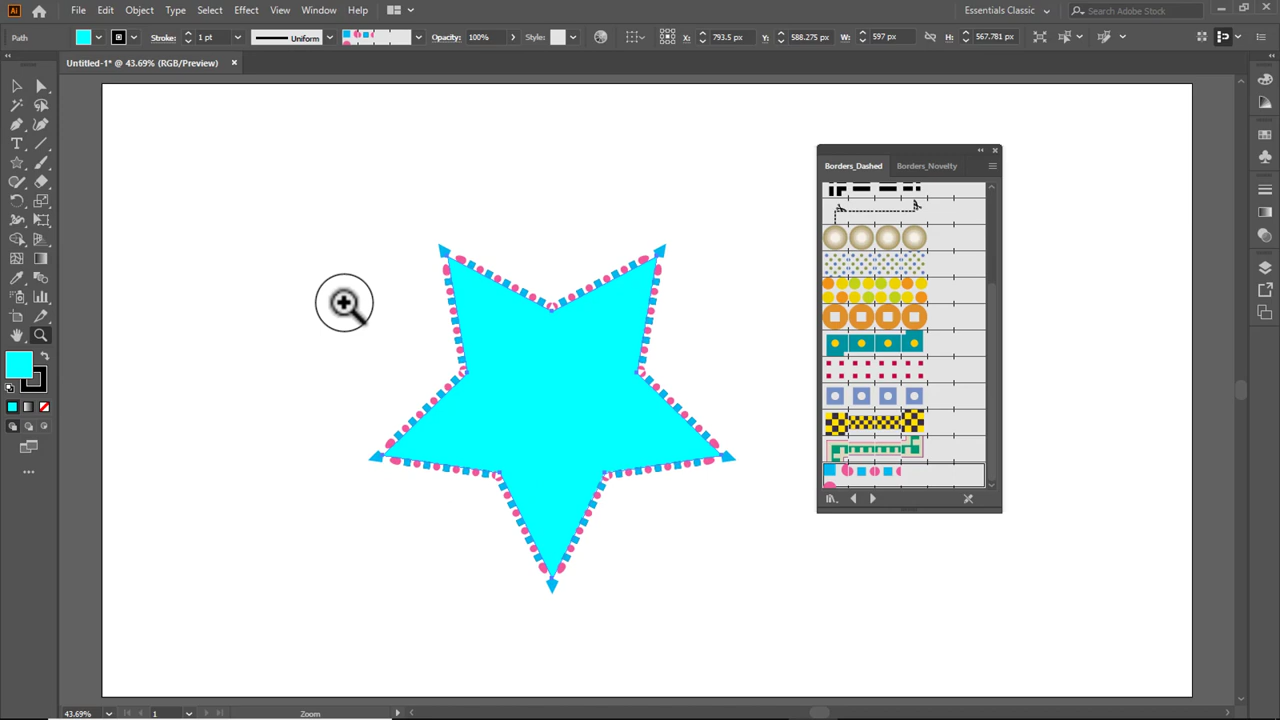 Ai File Edit Object Type Select Effect View Window Help Essentials Classic Search Adobe Stock
Path Stroke: 1 pt Uniform Opacity: 100% Style: X: 793.5 px Y: 588.275 px W: 597 px H: 567.781 px
Untitled-1* @ 43.69% (RGB/Preview)
Borders_Dashed Borders_Novelty
43.69% 1 Zoom